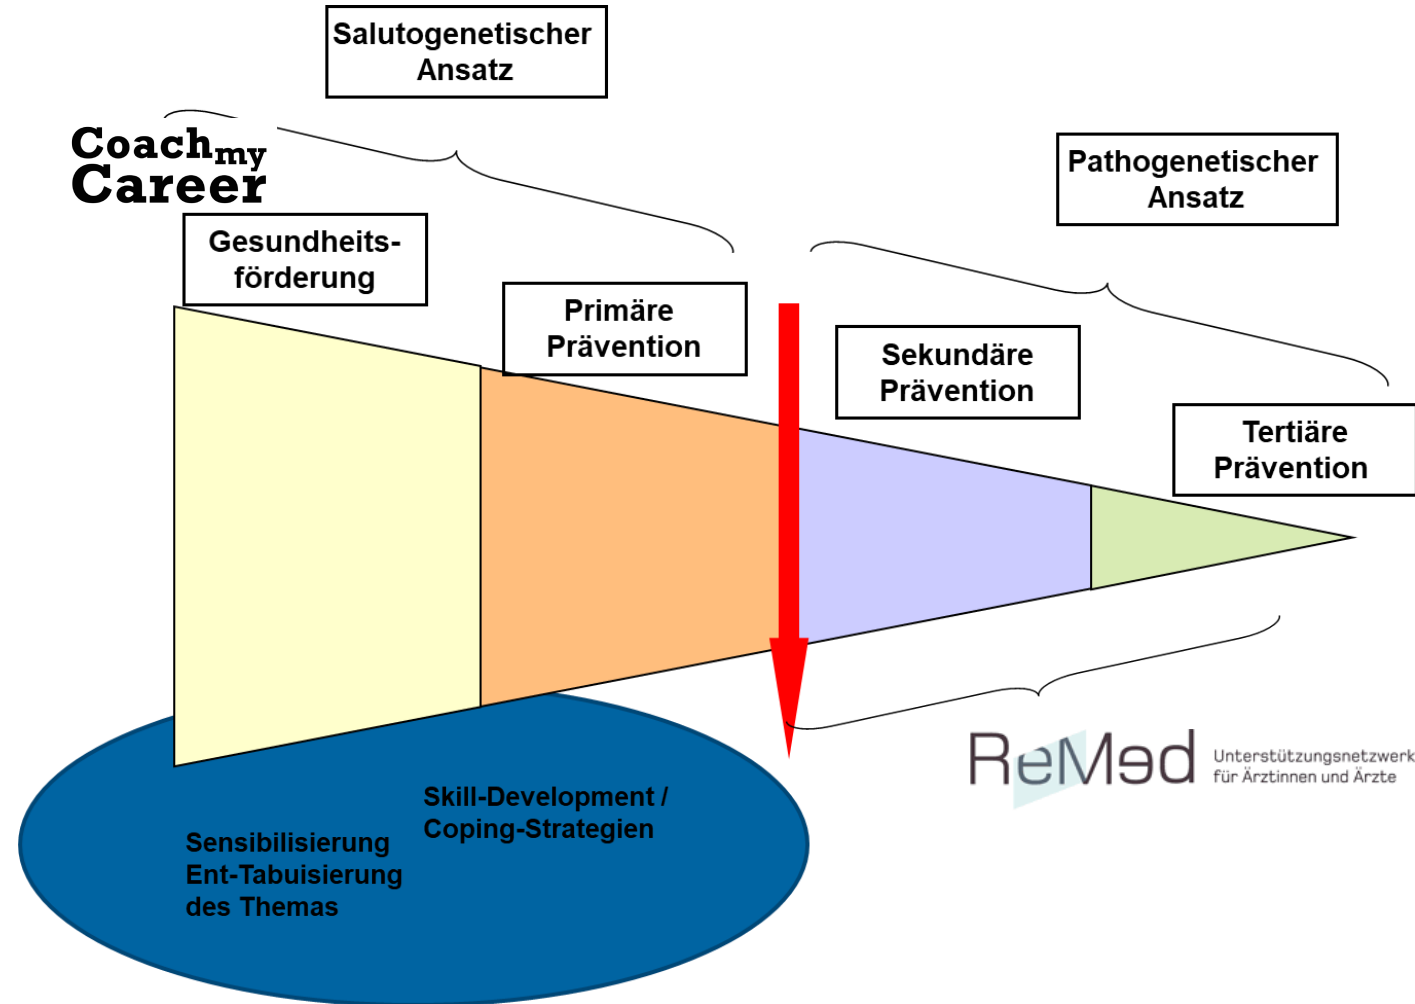 Salutogenetischer
Ansatz
Coach my
Career
Pathogenetischer
Ansatz
Gesundheits-
förderung
Primäre
Prävention
Sekundäre
Prävention
Tertiäre
Prävention
ReMed
Unterstützungsnetzwerk
für Ärztinnen und Ärzte
Skill-Development /
Coping-Strategien
Sensibilisierung
Ent-Tabuisierung
des Themas